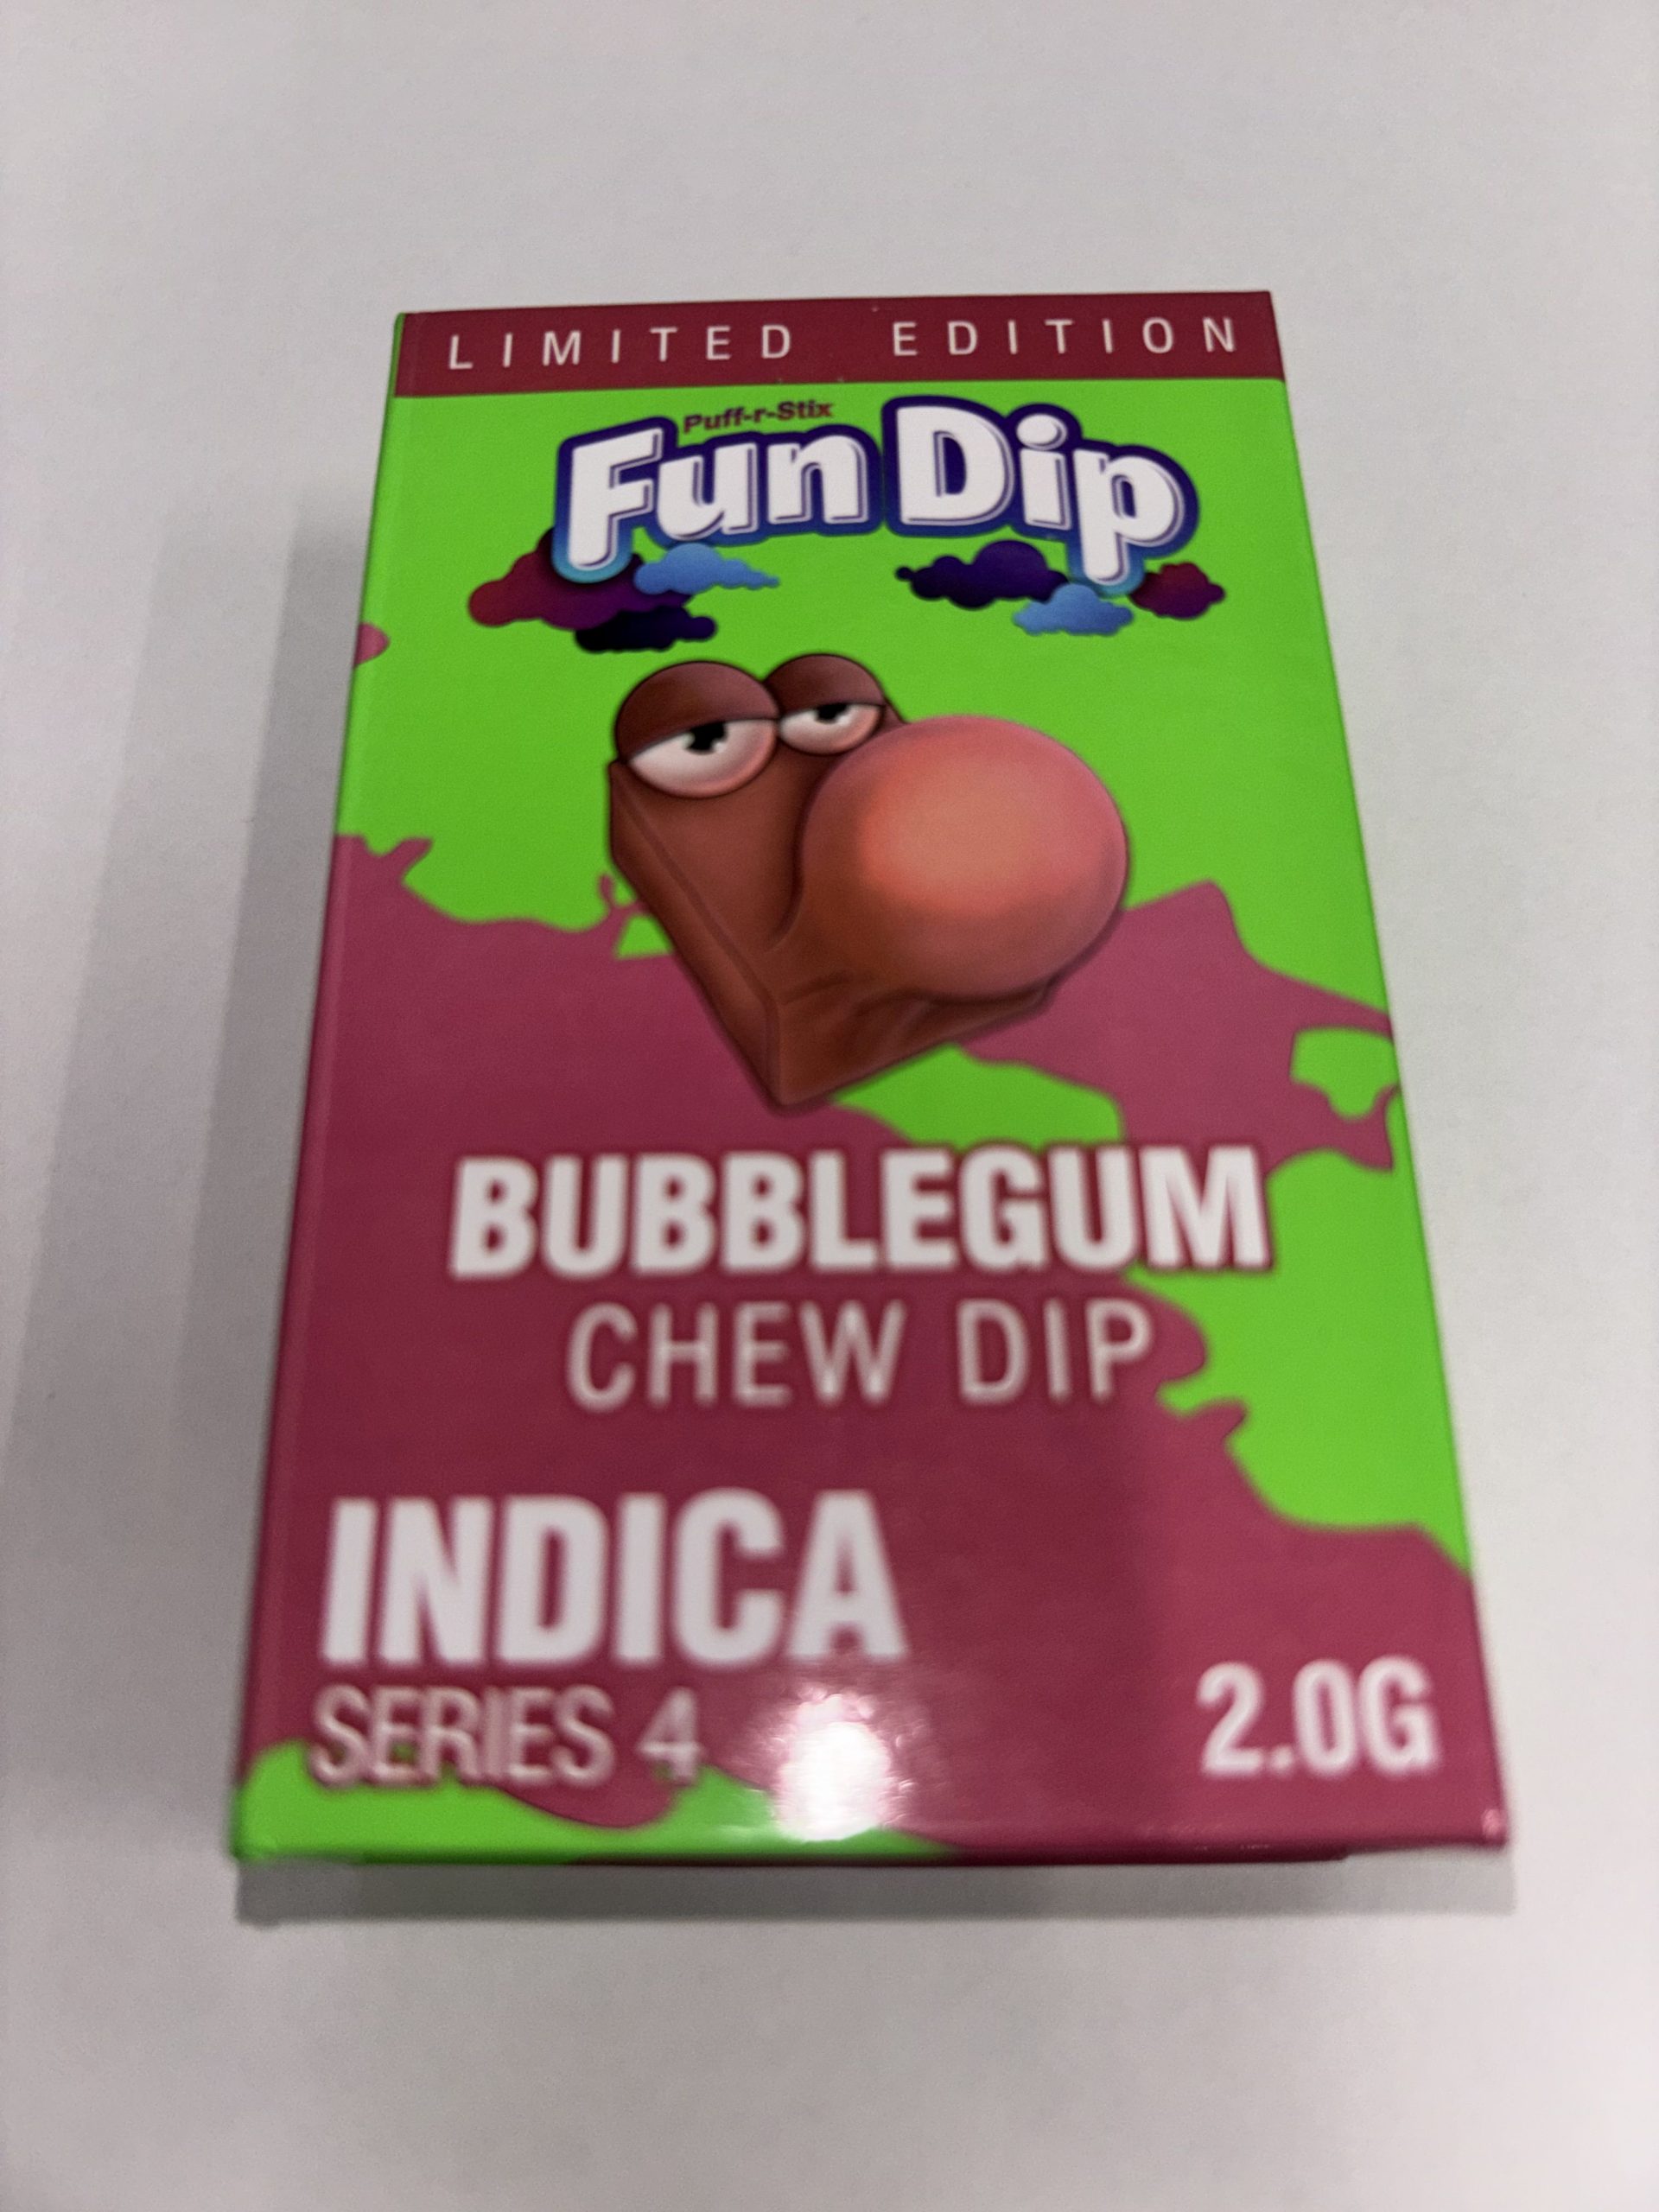 LIMITED EDITION
Puff-r-Stix
Fun Dip
BUBBLEGUM
CHEW DIP
INDICA
SERIES 4
2.0G